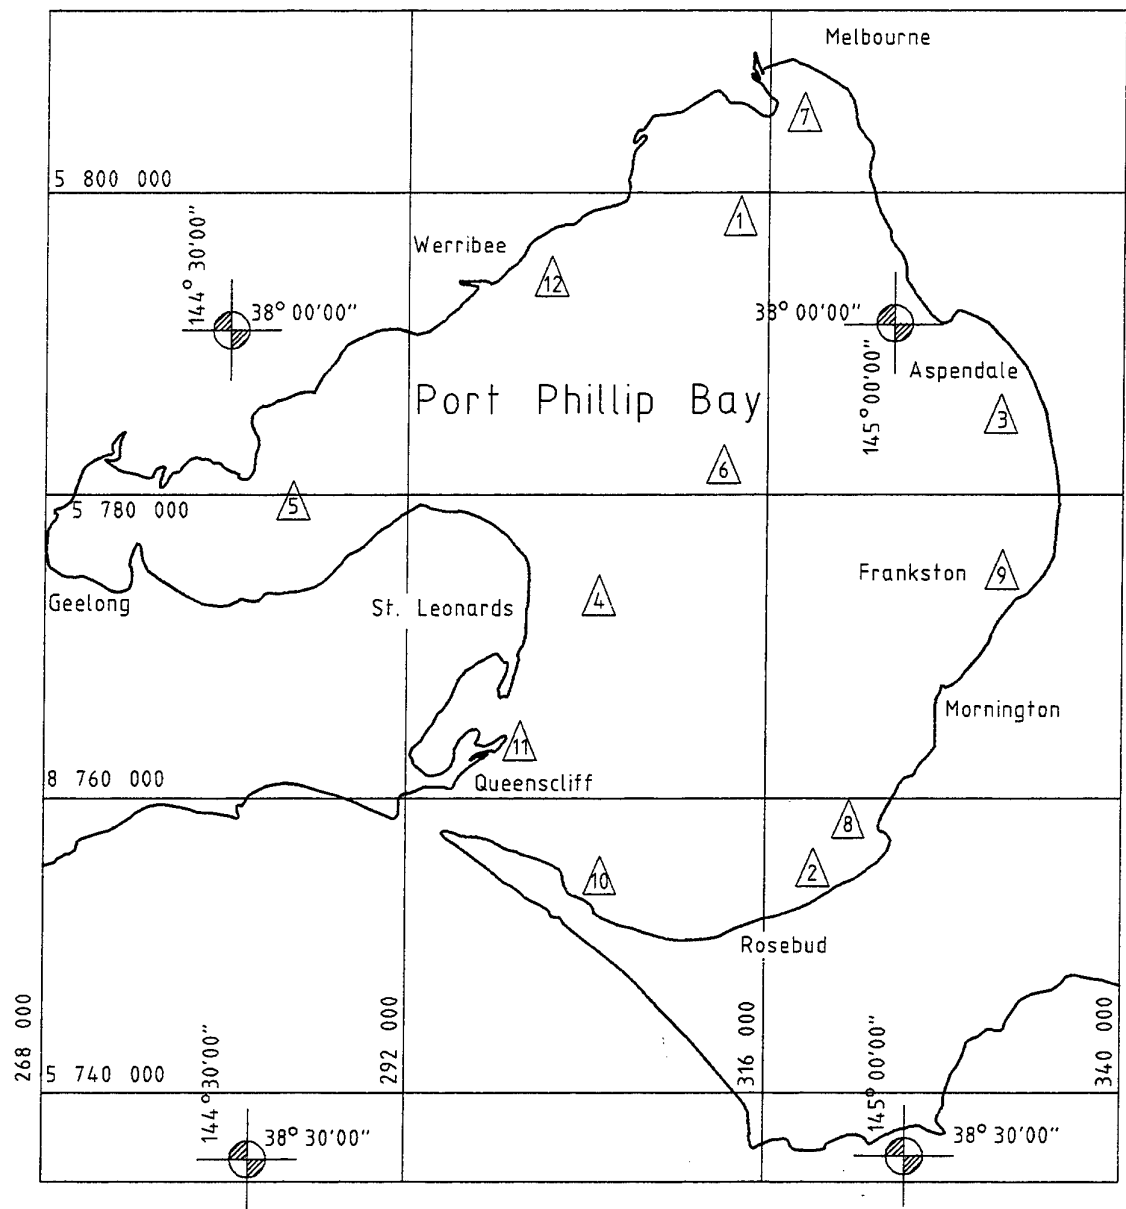 Melbourne
7
5 800 000
1
Werribee
12
144° 30'00"
38° 00'00"
38° 00'00"
145° 00'00"
Aspendale
Port Phillip Bay
3
6
5
5 780 000
Frankston
9
Geelong
St. Leonards
4
Mornington
11
8 760 000
Queenscliff
8
2
10
Rosebud
268 000
292 000
316 000
340 000
5 740 000
144° 30'00"
38° 30'00"
145° 00'00"
38° 30'00"